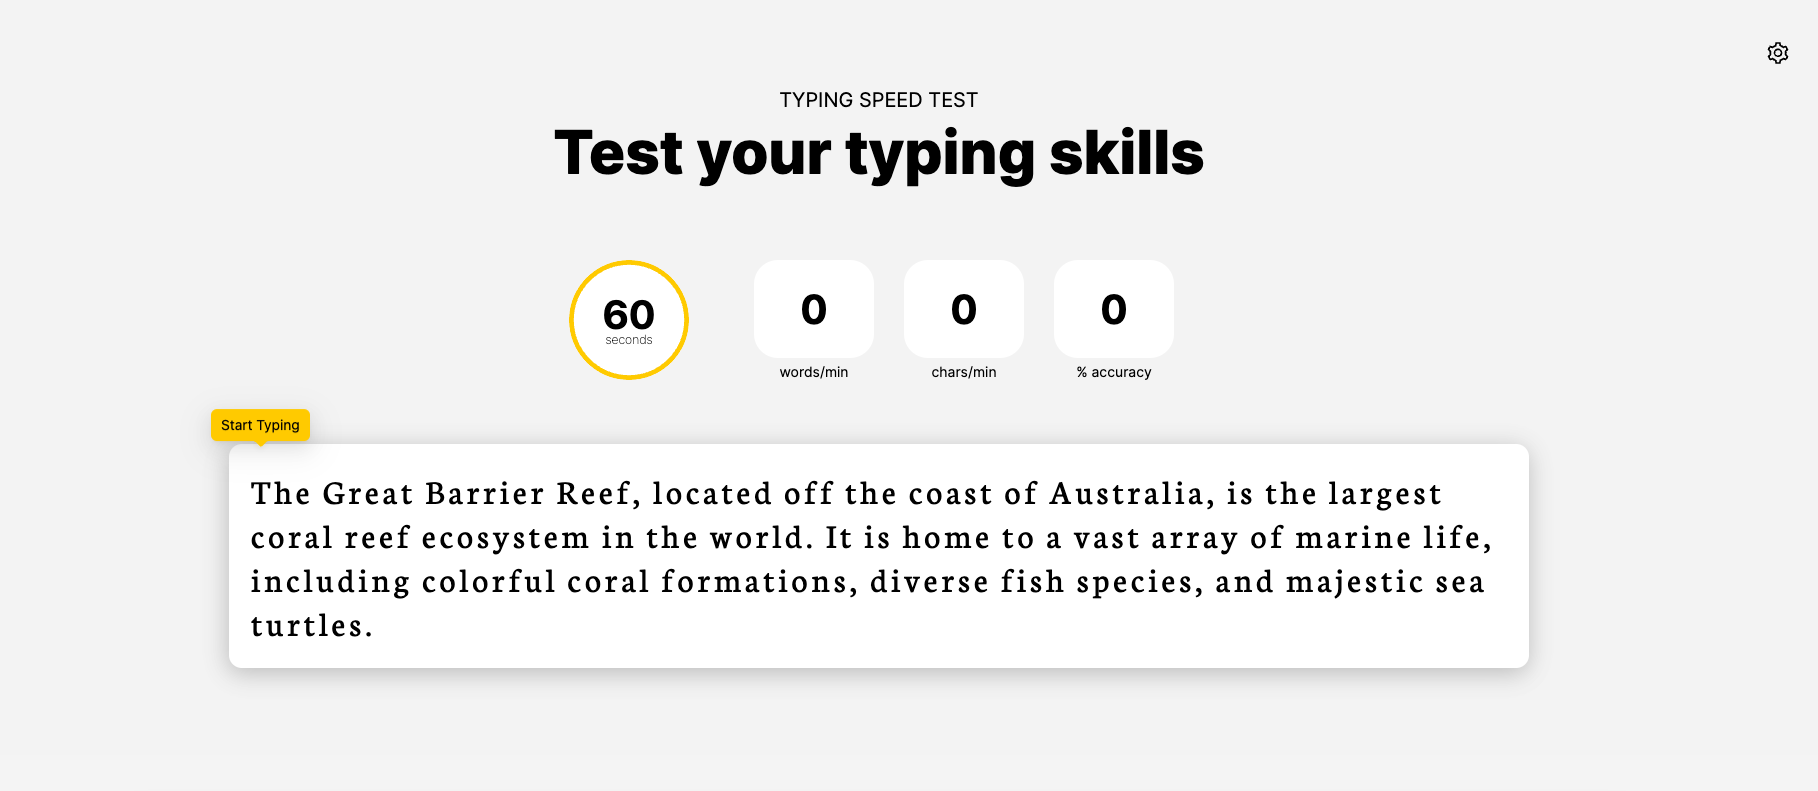 TYPING SPEED TEST
Test your typing skills
60
seconds
0
words/min
0
chars/min
0
% accuracy
Start Typing
The Great Barrier Reef, located off the coast of Australia, is the largest
coral reef ecosystem in the world. It is home to a vast array of marine life,
including colorful coral formations, diverse fish species, and majestic sea
turtles.